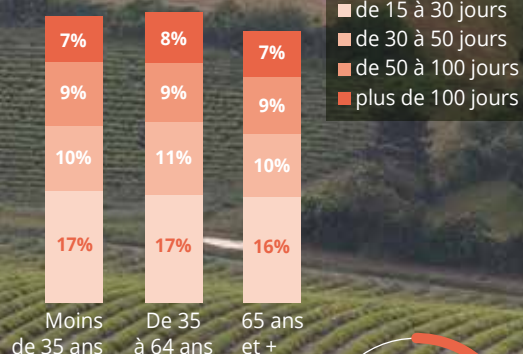 de 15 à 30 jours
de 30 à 50 jours
de 50 à 100 jours
plus de 100 jours
7% 8% 7%
9% 9% 9%
10% 11% 10%
17% 17% 16%
Moins De 35 65 ans
de 35 ans à 64 ans et +